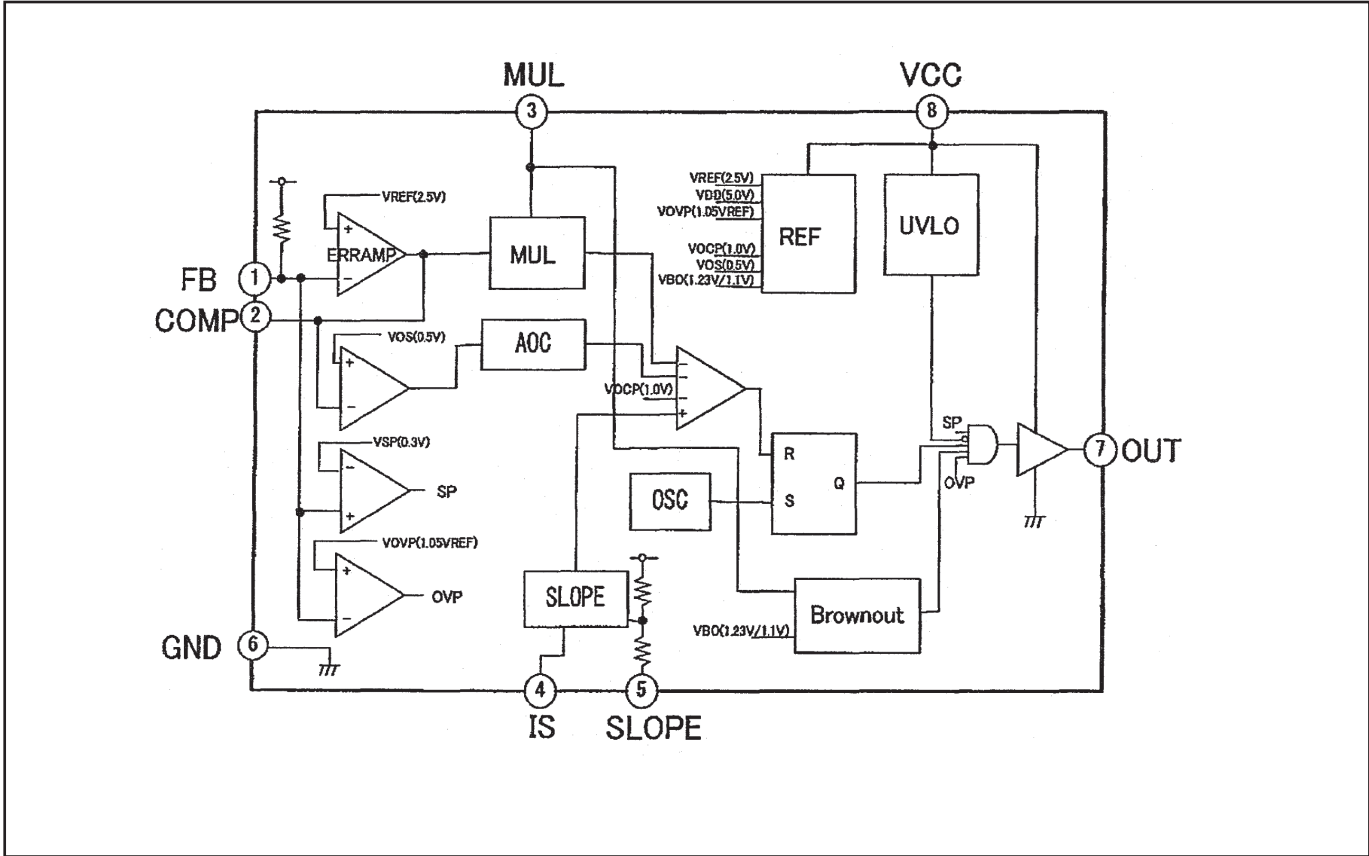 MUL
VCC
3
8
VREF(2.5V)
+
ERRAMP
−
FB
1
COMP
2
MUL
VREF(2.5V)
VDD(5.0V)
VOVP(1.05VREF)
REF
VOCP(1.0V)
VOS(0.5V)
VBO(1.23V/1.1V)
UVLO
VOS(0.5V)
+
−
AOC
VOCP(1.0V)
−
−
−
+
VSP(0.3V)
−
+
SP
R
S
Q
OSC
SP
OVP
7
OUT
VOVP(1.05VREF)
+
−
OVP
SLOPE
Brownout
VBO(1.23V/1.1V)
GND
6
4
5
IS
SLOPE